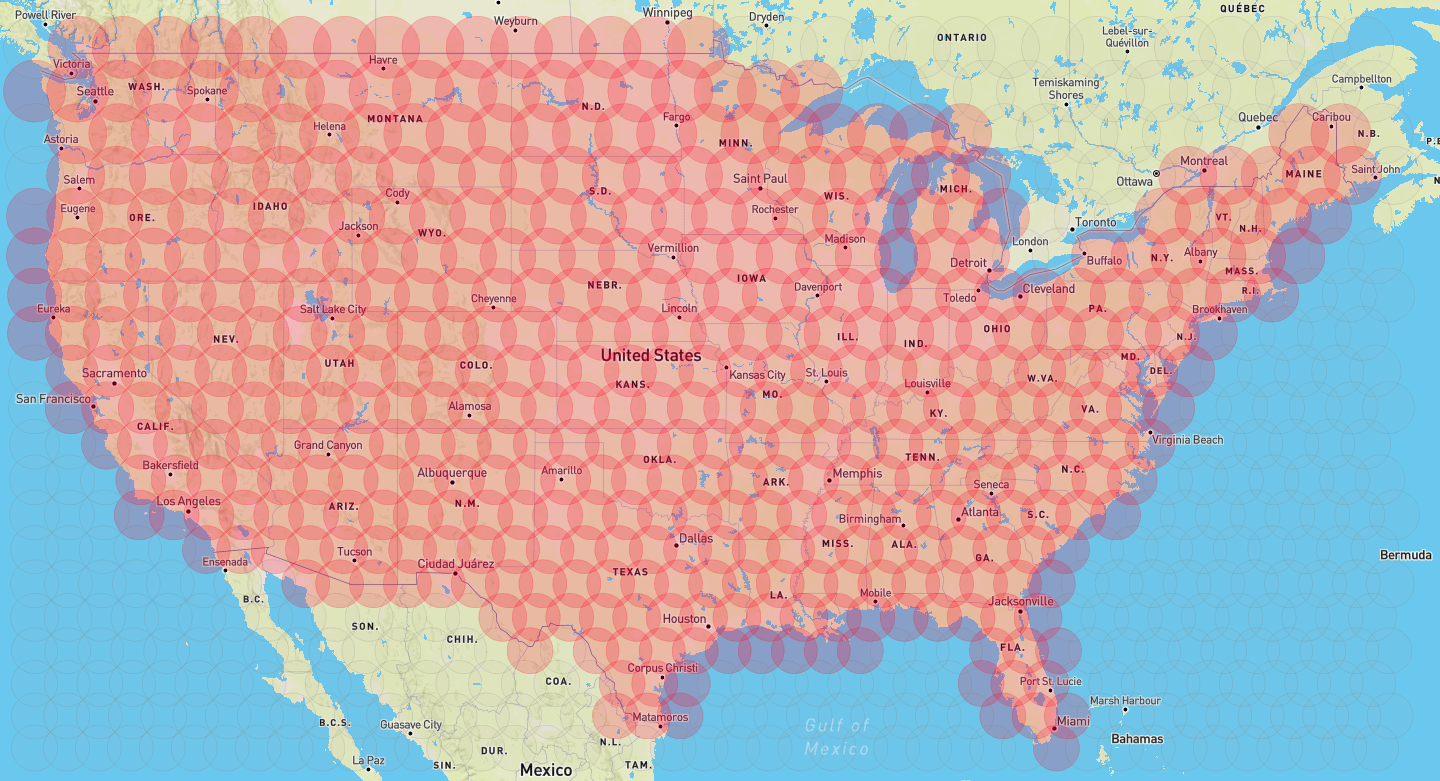 QUÉBEC
Powell River
Weyburn
Winnipeg
Dryden
ONTARIO
Lebel-sur-
Quévillon
Victoria
Havre
Temiskaming
Shores
Campbellton
Seattle
WASH.
Spokane
N.D.
MONTANA
Fargo
Quebec
Caribou
N.B.
Astoria
Helena
MINN.
Montreal
Saint John
Salem
Cody
S.D.
Saint Paul
WIS.
MICH.
Ottawa
MAINE
Eugene
ORE.
IDAHO
Jackson
WYO.
Rochester
Toronto
VT.
N.H.
Vermillion
Madison
London
Buffalo
N.Y.
Albany
MASS.
Detroit
NEBR.
IOWA
Davenport
Toledo
Cleveland
R.I.
Eureka
Salt Lake City
Cheyenne
Lincoln
PA.
Brookhaven
NEV.
ILL.
IND.
OHIO
N.J.
UTAH
COLO.
United States
MD.
DEL.
Sacramento
KANS.
Kansas City
St. Louis
Louisville
W.VA.
San Francisco
Alamosa
MO.
KY.
VA.
CALIF.
Grand Canyon
Virginia Beach
Bakersfield
Albuquerque
Amarillo
OKLA.
Memphis
TENN.
N.C.
Los Angeles
ARIZ.
N.M.
ARK.
Seneca
Birmingham
Atlanta
S.C.
Ensenada
Tucson
Ciudad Juárez
Dallas
MISS.
ALA.
GA.
Bermuda
B.C.
TEXAS
LA.
Mobile
Jacksonville
SON.
CHIH.
Houston
FLA.
COA.
Corpus Christi
Port St. Lucie
Marsh Harbour
B.C.S.
Guasave City
Matamoros
Gulf of
Mexico
Miami
Bahamas
La Paz
SIN.
DUR.
N.L.
Mexico
TAM.